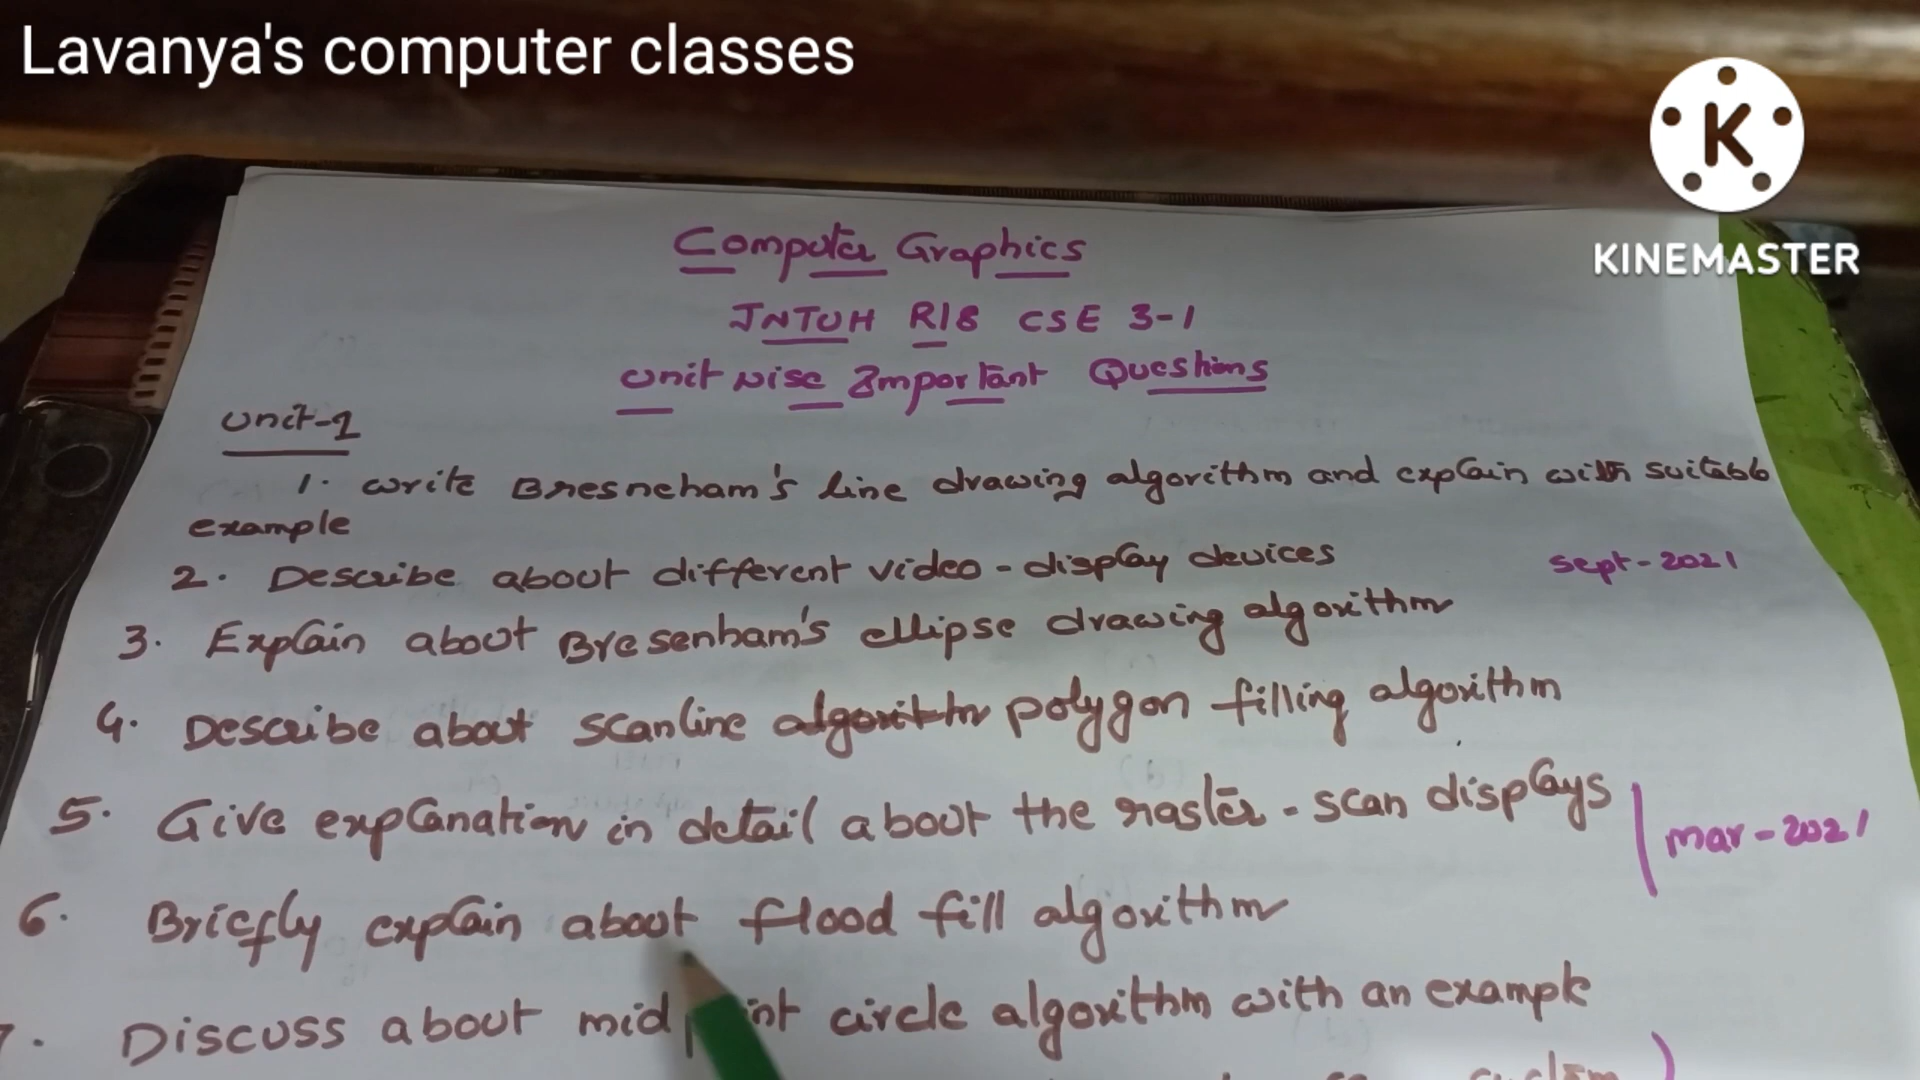 Lavanya's computer classes
K
KINEMASTER
Computer Graphics
JNTUH R18 CSE 3-1
Unit wise Important Questions
Unit-1
1. write Bresneham's line drawing algorithm and explain with suitable
example
2. Describe about different video-display devices
Sept-2021
3. Explain about Bresenham's ellipse drawing algorithm
4. Describe about scanline algorithm polygon filling algorithm
5. Give explanation in detail about the raster-scan displays
mar-2021
6. Briefly explain about flood fill algorithm
7. Discuss about mid point circle algorithm with an example